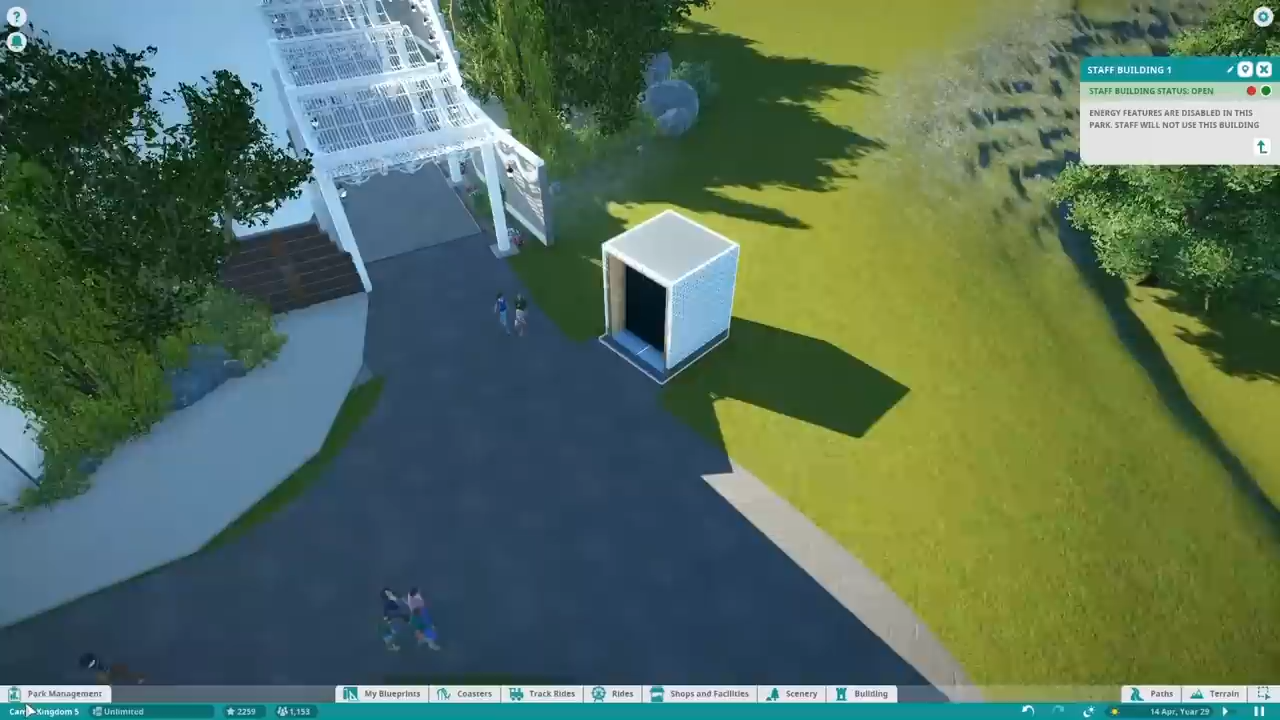 ?
STAFF BUILDING 1
STAFF BUILDING STATUS: OPEN
ENERGY FEATURES ARE DISABLED IN THIS
PARK. STAFF WILL NOT USE THIS BUILDING
Park Management
My Blueprints
Coasters
Track Rides
Rides
Shops and Facilities
Scenery
Building
Paths
Terrain
Kingdom 5
Unlimited
2259
1,153
14 Apr, Year 29